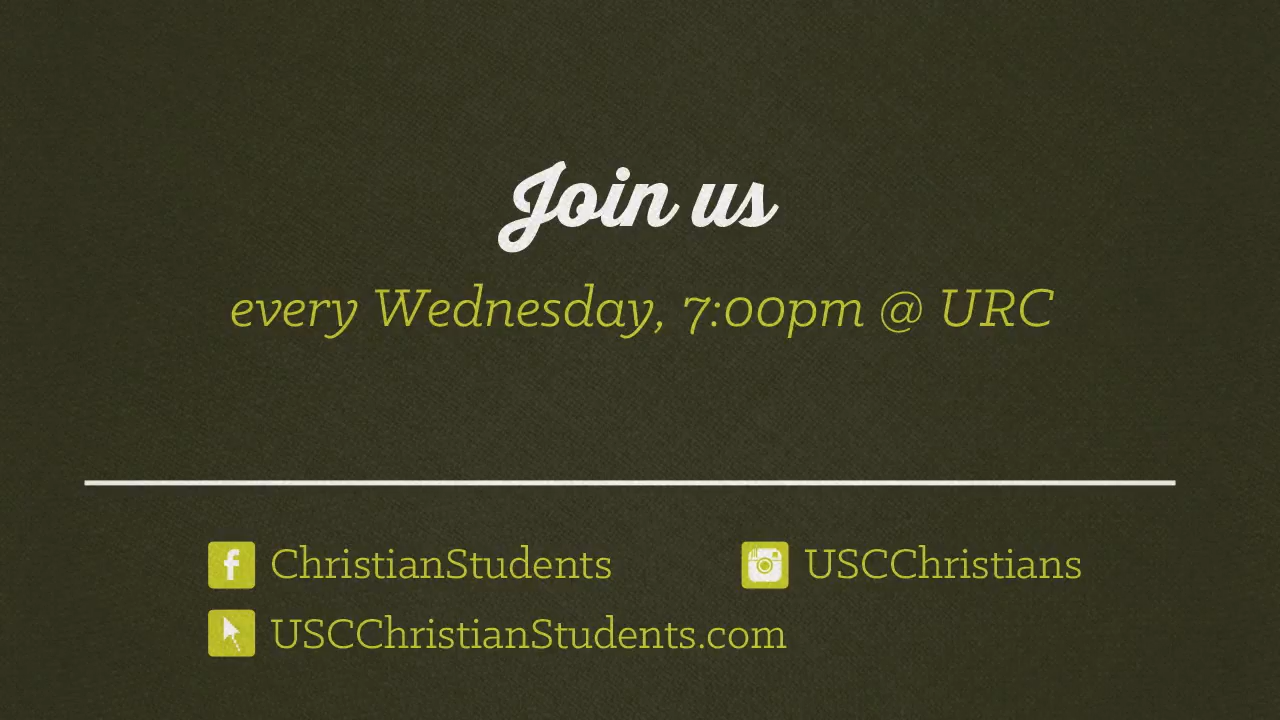 Join us
every Wednesday, 7:00pm @ URC
ChristianStudents
USCChristians
USCChristianStudents.com